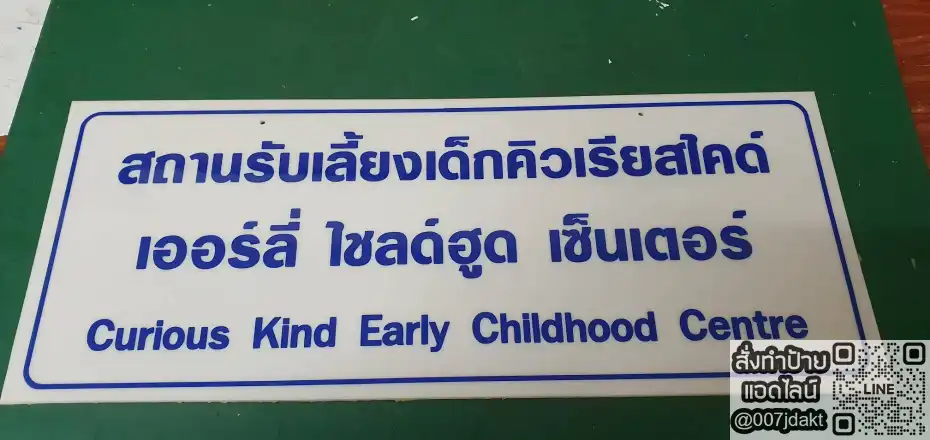 สถานรับเลี้ยงเด็กคิวเรียสไคด์
เออร์ลี่ ไชลด์ฮูด เซ็นเตอร์
Curious Kind Early Childhood Centre
สั่งทำป้าย
แอดไลน์
@007jdakt
LINE